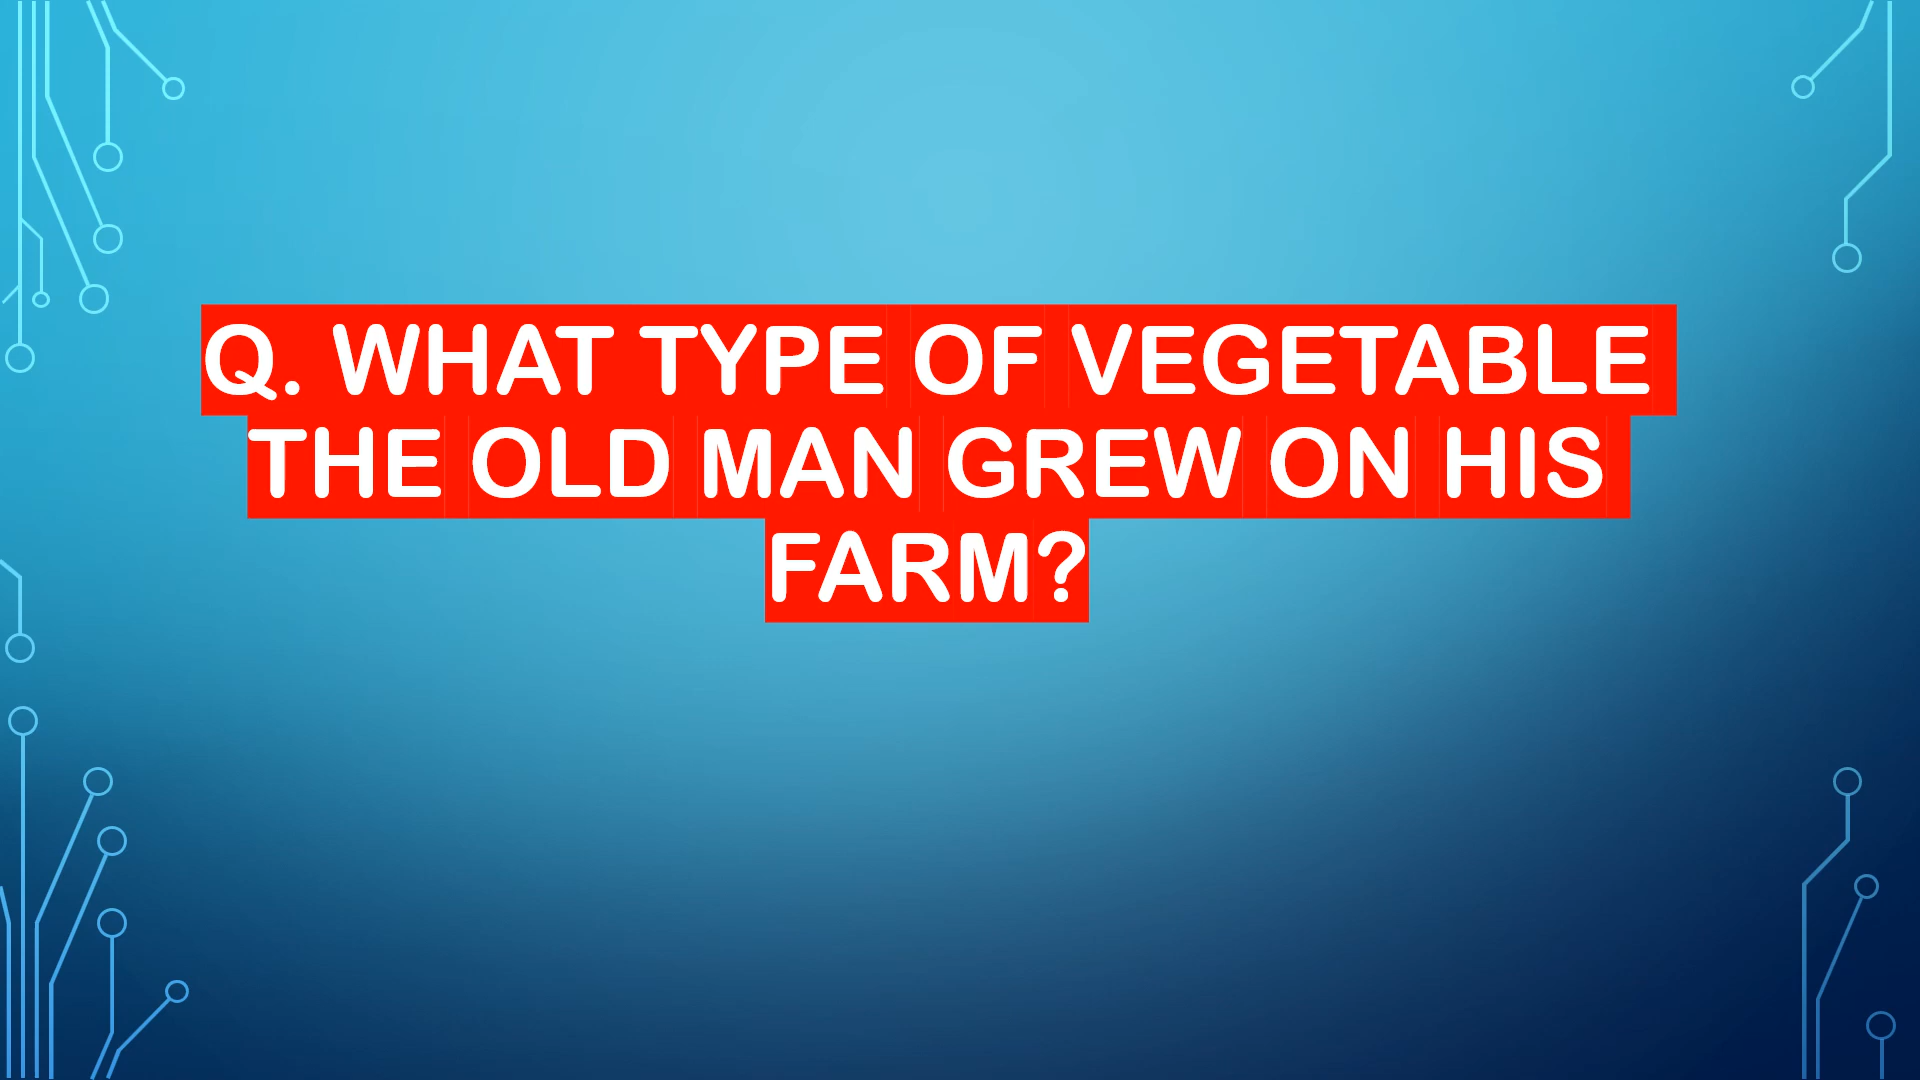 Q. WHAT TYPE OF VEGETABLE
THE OLD MAN GREW ON HIS
FARM?